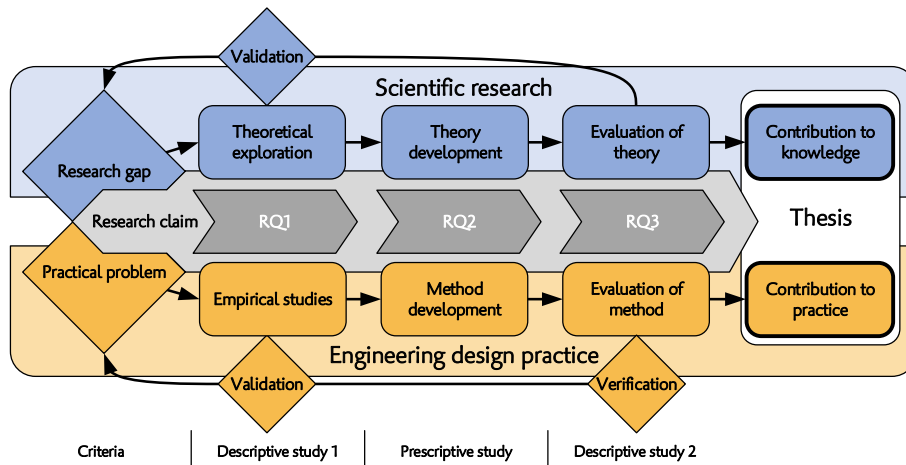 Validation
Scientific research
Research gap
Theoretical
exploration
Theory
development
Evaluation of
theory
Contribution to
knowledge
Research claim
RQ1
RQ2
RQ3
Thesis
Practical problem
Empirical studies
Method
development
Evaluation of
method
Contribution to
practice
Engineering design practice
Validation
Verification
Criteria
Descriptive study 1
Prescriptive study
Descriptive study 2